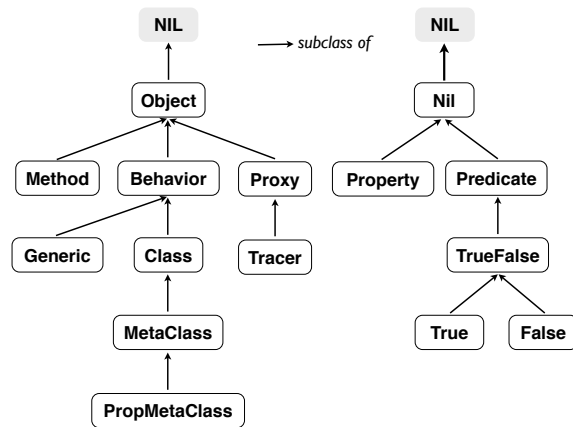 NIL
subclass of
NIL
Object
Nil
Method
Behavior
Proxy
Property
Predicate
Generic
Class
Tracer
TrueFalse
MetaClass
True
False
PropMetaClass